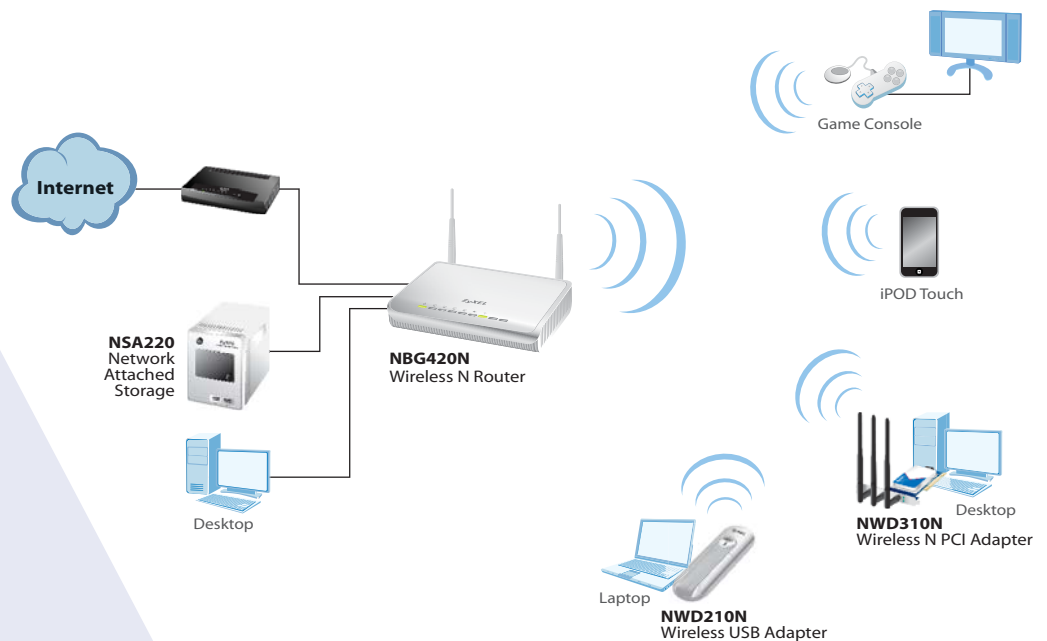 Game Console
Internet
iPOD Touch
ZyXEL
NSA220
Network
Attached
Storage
NBG420N
Wireless N Router
Desktop
Desktop
NWD310N
Wireless N PCI Adapter
Laptop
NWD210N
Wireless USB Adapter